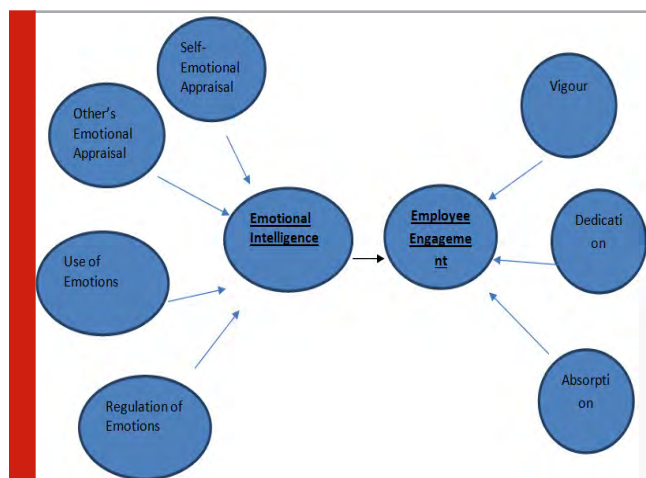 Self-
Emotional
Appraisal
Other's
Emotional
Appraisal
Use of
Emotions
Regulation of
Emotions
Emotional
Intelligence
Employee
Engageme
nt
Vigour
Dedicati
on
Absorpti
on